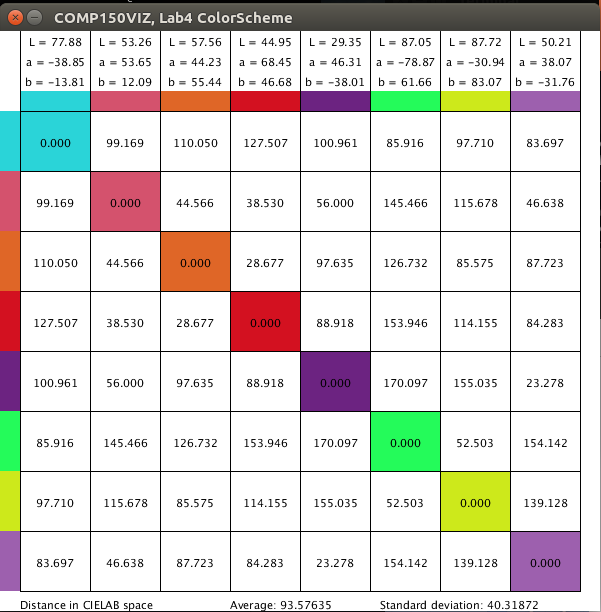 COMP150VIZ, Lab4 ColorScheme
L = 77.88 L = 53.26 L = 57.56 L = 44.95 L = 29.35 L = 87.05 L = 87.72 L = 50.21
a = −38.85 a = 53.65 a = 44.23 a = 68.45 a = 46.31 a = −78.87 a = −30.94 a = 38.07
b = −13.81 b = 12.09 b = 55.44 b = 46.68 b = −38.01 b = 61.66 b = 83.07 b = −31.76
0.000 99.169 110.050 127.507 100.961 85.916 97.710 83.697
99.169 0.000 44.566 38.530 56.000 145.466 115.678 46.638
110.050 44.566 0.000 28.677 97.635 126.732 85.575 87.723
127.507 38.530 28.677 0.000 88.918 153.946 114.155 84.283
100.961 56.000 97.635 88.918 0.000 170.097 155.035 23.278
85.916 145.466 126.732 153.946 170.097 0.000 52.503 154.142
97.710 115.678 85.575 114.155 155.035 52.503 0.000 139.128
83.697 46.638 87.723 84.283 23.278 154.142 139.128 0.000
Distance in CIELAB space Average: 93.57635 Standard deviation: 40.31872